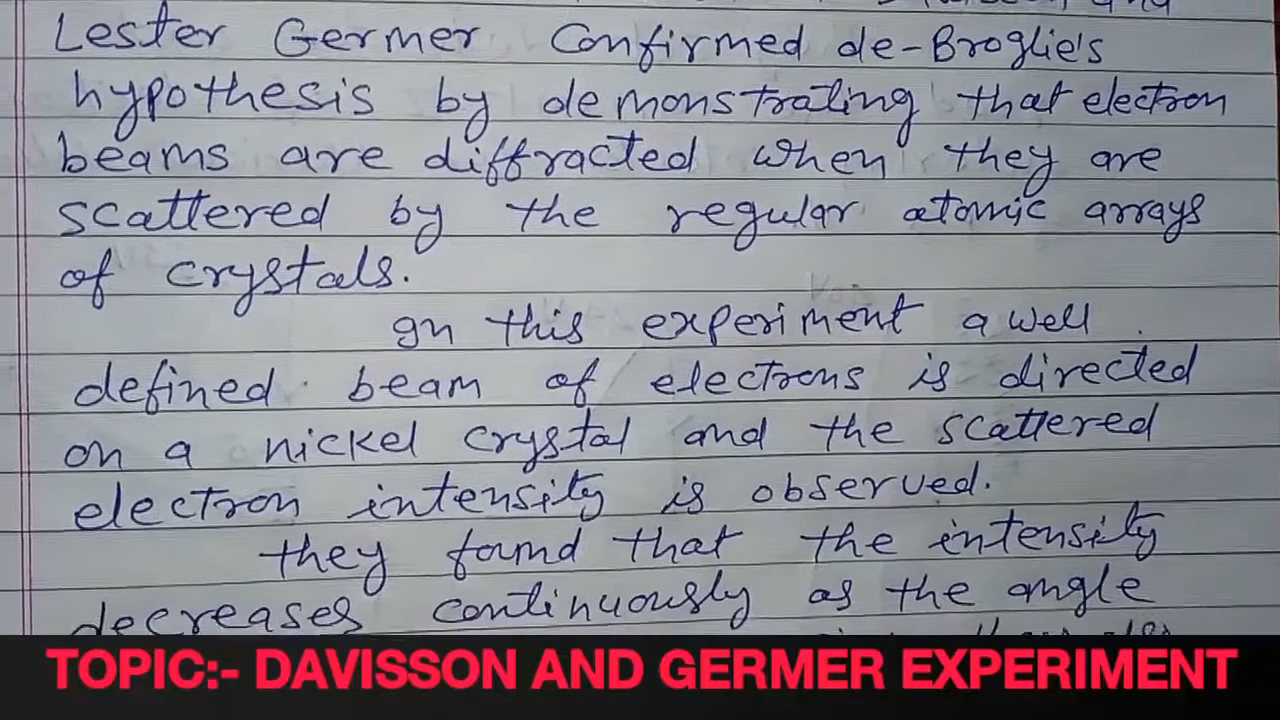 and
Lester Germer Confirmed de-Broglie's
hypothesis by demonstrating that electron
beams are diffracted when they are
scattered by the regular atomic arrays
of crystals.
In this experiment a well
defined beam of electrons is directed
on a nickel crystal and the scattered
electron intensity is observed.
they found that the intensity
decreases continuously as the angle
TOPIC:- DAVISSON AND GERMER EXPERIMENT